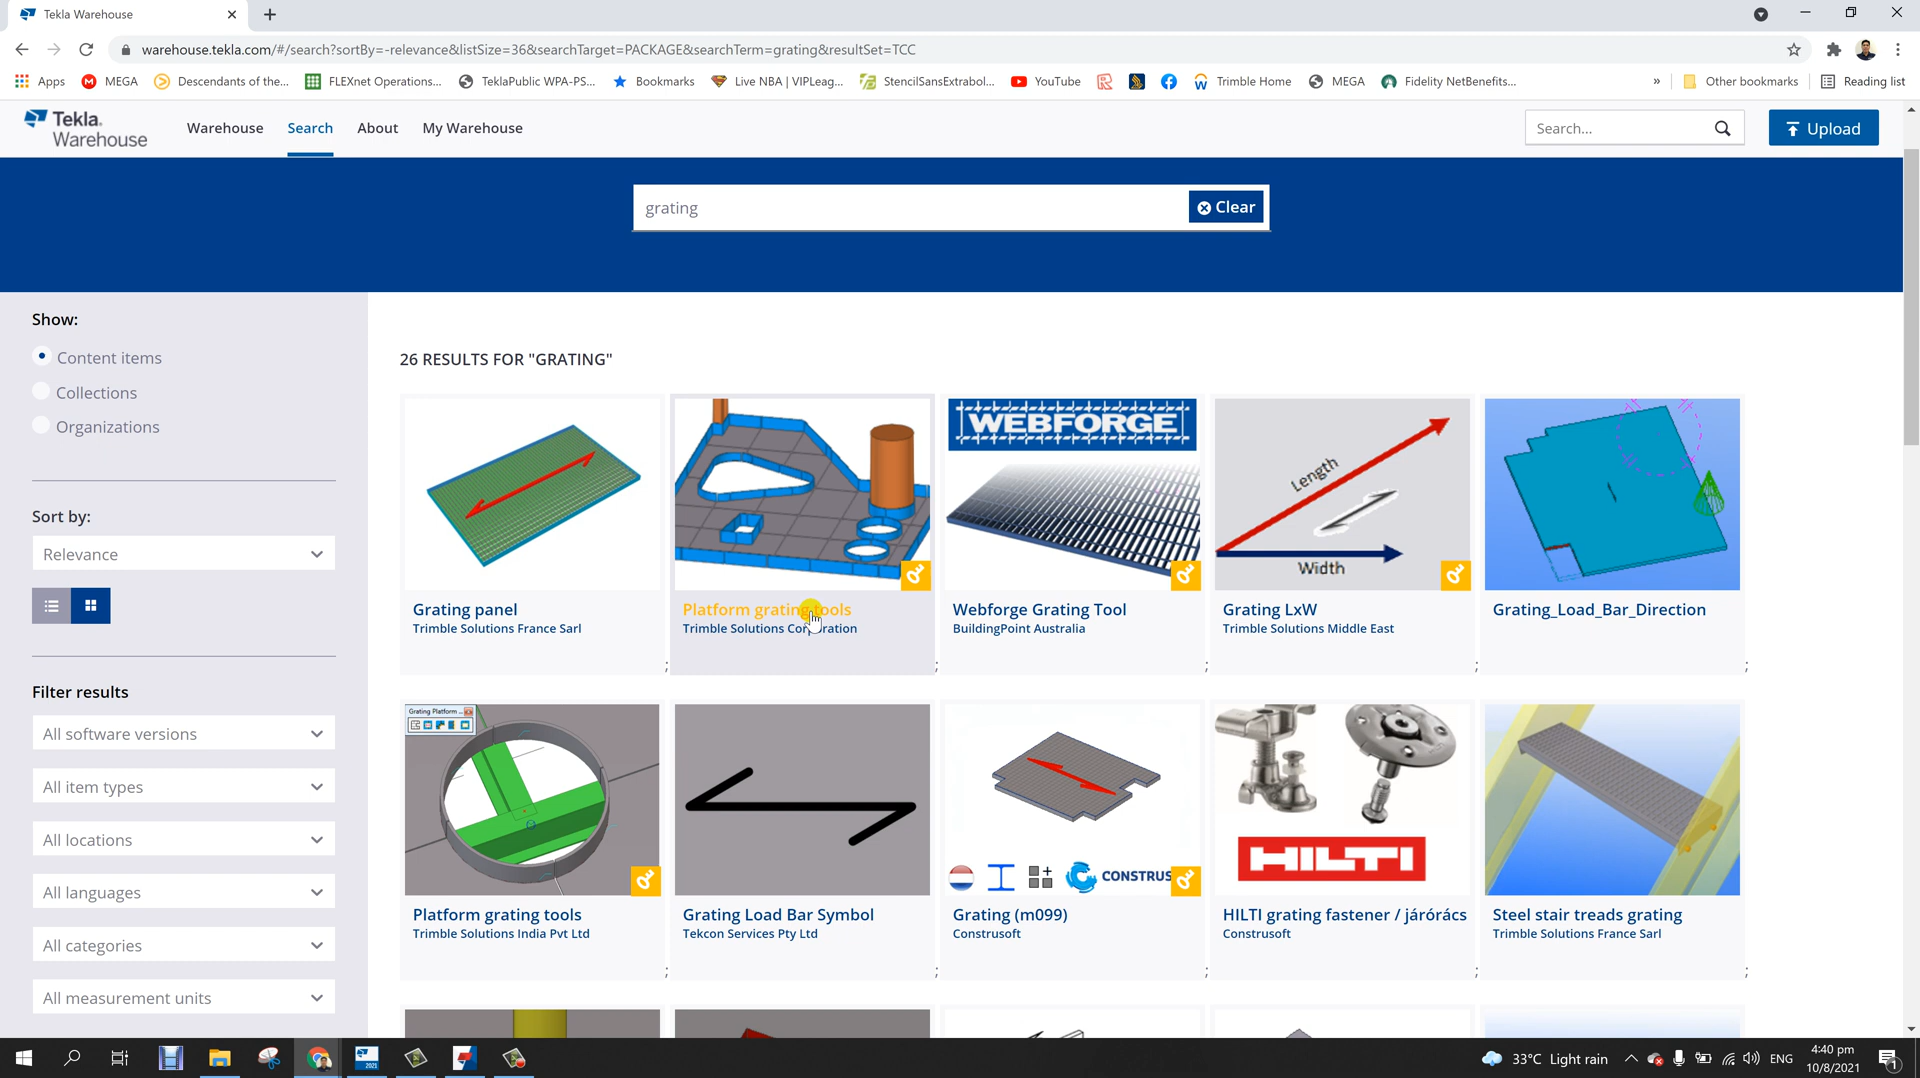 Tekla Warehouse
warehouse.tekla.com/#/search?sortBy=-relevance&listSize=36&searchTarget=PACKAGE&searchTerm=grating&resultSet=TCC
Apps
MEGA
Descendants of the...
FLEXnet Operations...
TeklaPublic WPA-PS...
Bookmarks
Live NBA | VIPLeag...
StencilSansExtrabol...
YouTube
Trimble Home
MEGA
Fidelity NetBenefits...
»
Other bookmarks
Reading list
Tekla.
Warehouse
Warehouse
Search
About
My Warehouse
Search...
Upload
grating
Clear
Show:
Content items
Collections
Organizations
Sort by:
Relevance
Filter results
All software versions
All item types
All locations
All languages
All categories
All measurement units
26 RESULTS FOR "GRATING"
WEBFORGE
Length
Width
Grating panel
Trimble Solutions France Sarl
;
Platform grating tools
Trimble Solutions Corporation
;
Webforge Grating Tool
BuildingPoint Australia
;
Grating LxW
Trimble Solutions Middle East
;
Grating_Load_Bar_Direction
;
Grating Platform ...
CONSTRUS
HILTI
Platform grating tools
Trimble Solutions India Pvt Ltd
;
Grating Load Bar Symbol
Tekcon Services Pty Ltd
;
Grating (m099)
Construsoft
;
HILTI grating fastener / járórács
Construsoft
;
Steel stair treads grating
Trimble Solutions France Sarl
;
2021
33°C Light rain
ENG
4:40 pm
10/8/2021
1